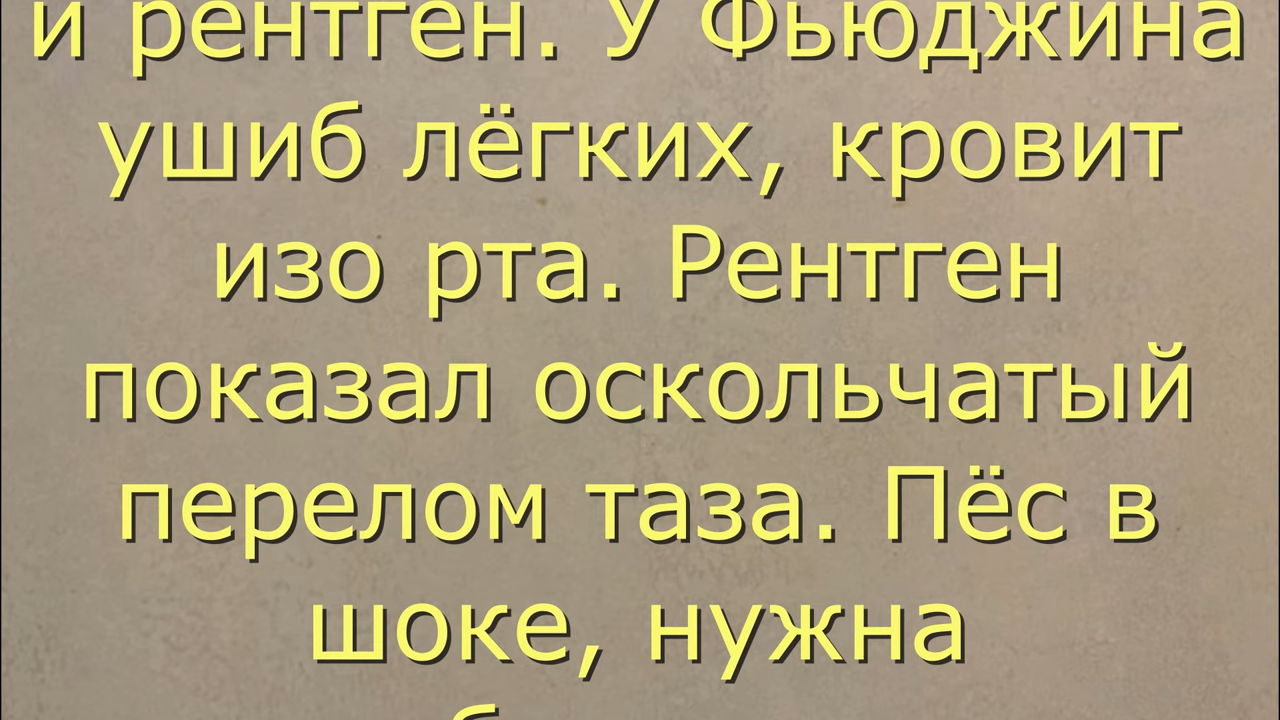 и рентген. У Фьюджина
ушиб лёгких, кровит
изо рта. Рентген
показал оскольчатый
перелом таза. Пёс в
шоке, нужна